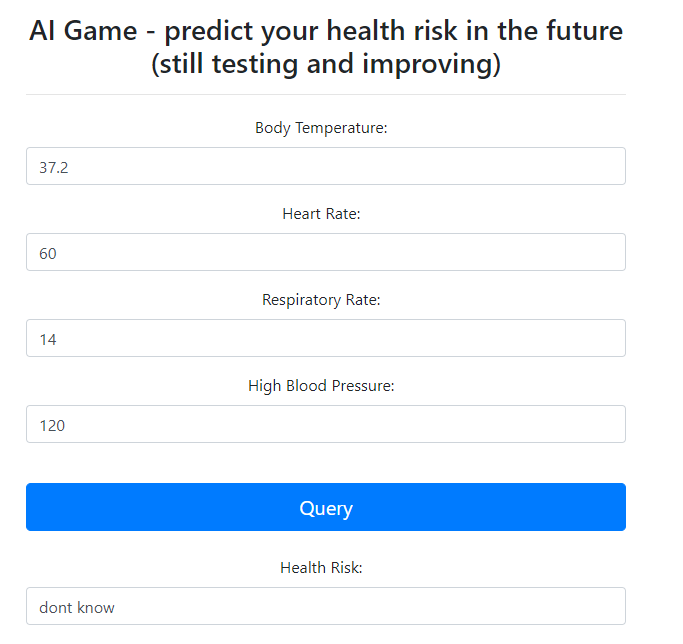 AI Game - predict your health risk in the future
(still testing and improving)
Body Temperature:
37.2
Heart Rate:
60
Respiratory Rate:
14
High Blood Pressure:
120
Query
Health Risk:
dont know